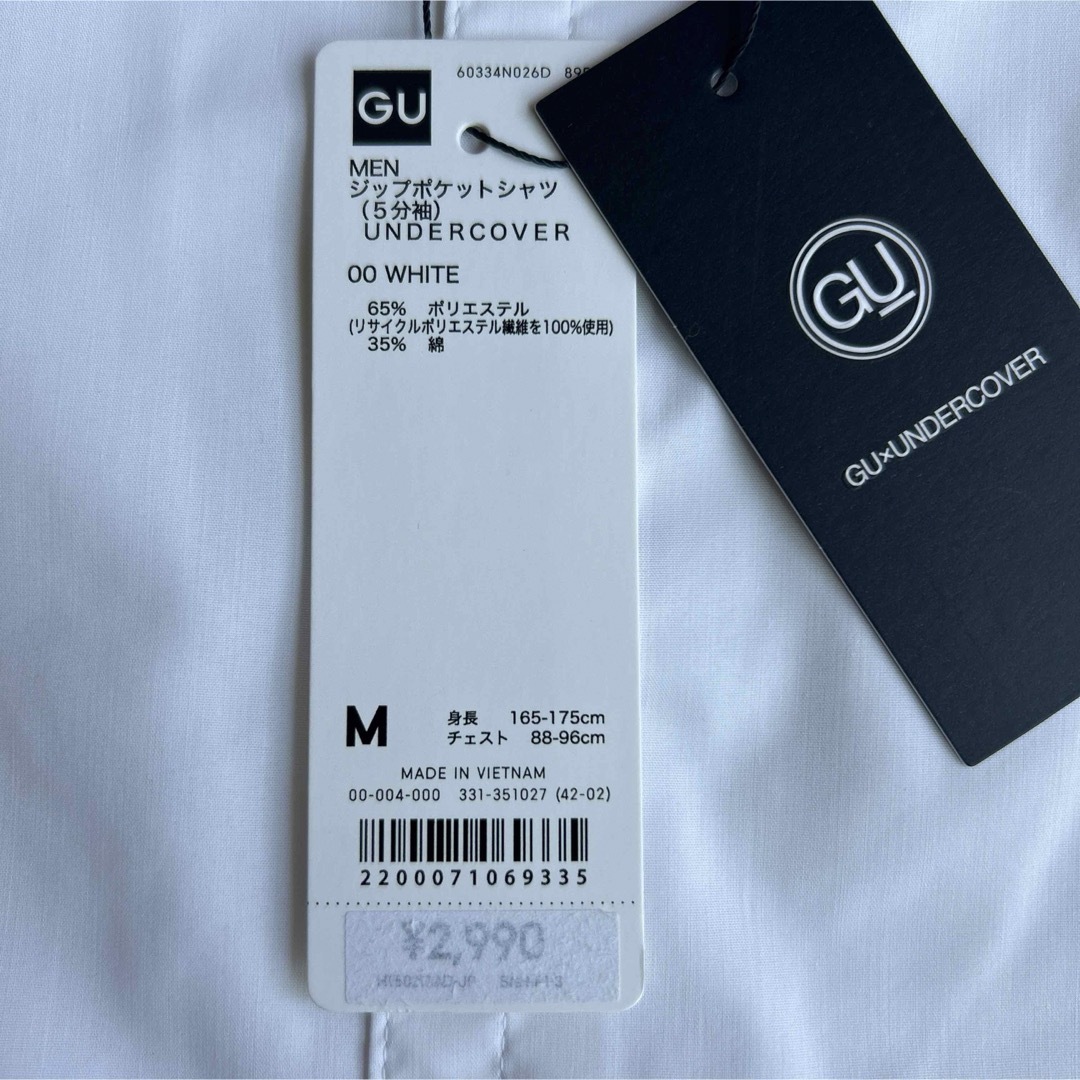 60334N026D
GU
MEN
ジップポケットシャツ
（５分袖）
UNDERCOVER
00 WHITE
65% ポリエステル
(リサイクルポリエステル繊維を100%使用)
35% 綿
M 身長 165-175cm
チェスト 88-96cm
MADE IN VIETNAM
00-004-000 331-351027 (42-02)
2200071069335
¥2,990
GU
GU×UNDERCOVER